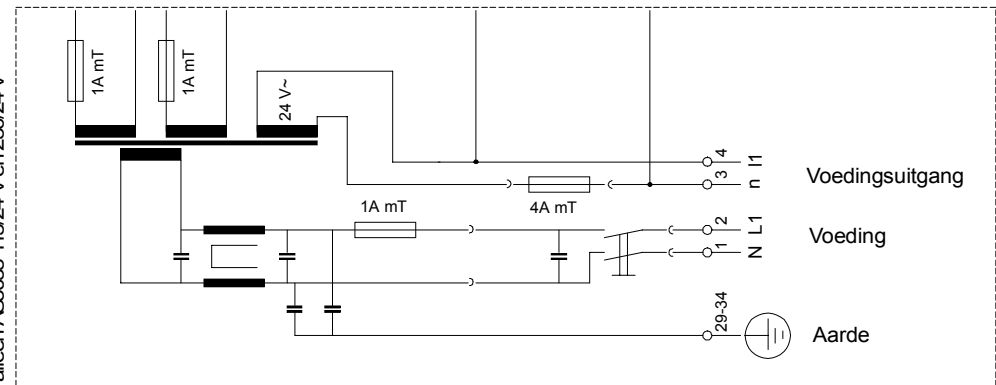 1A mT
1A mT
24 V~
4 I1
3 n
Voedingsuitgang
1A mT
4A mT
2 L1
Voeding
1 N
29-34
Aarde